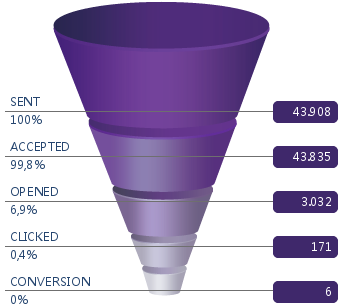 SENT
100%
43.908
ACCEPTED
99,8%
43.835
OPENED
6,9%
3.032
CLICKED
0,4%
171
CONVERSION
0%
6